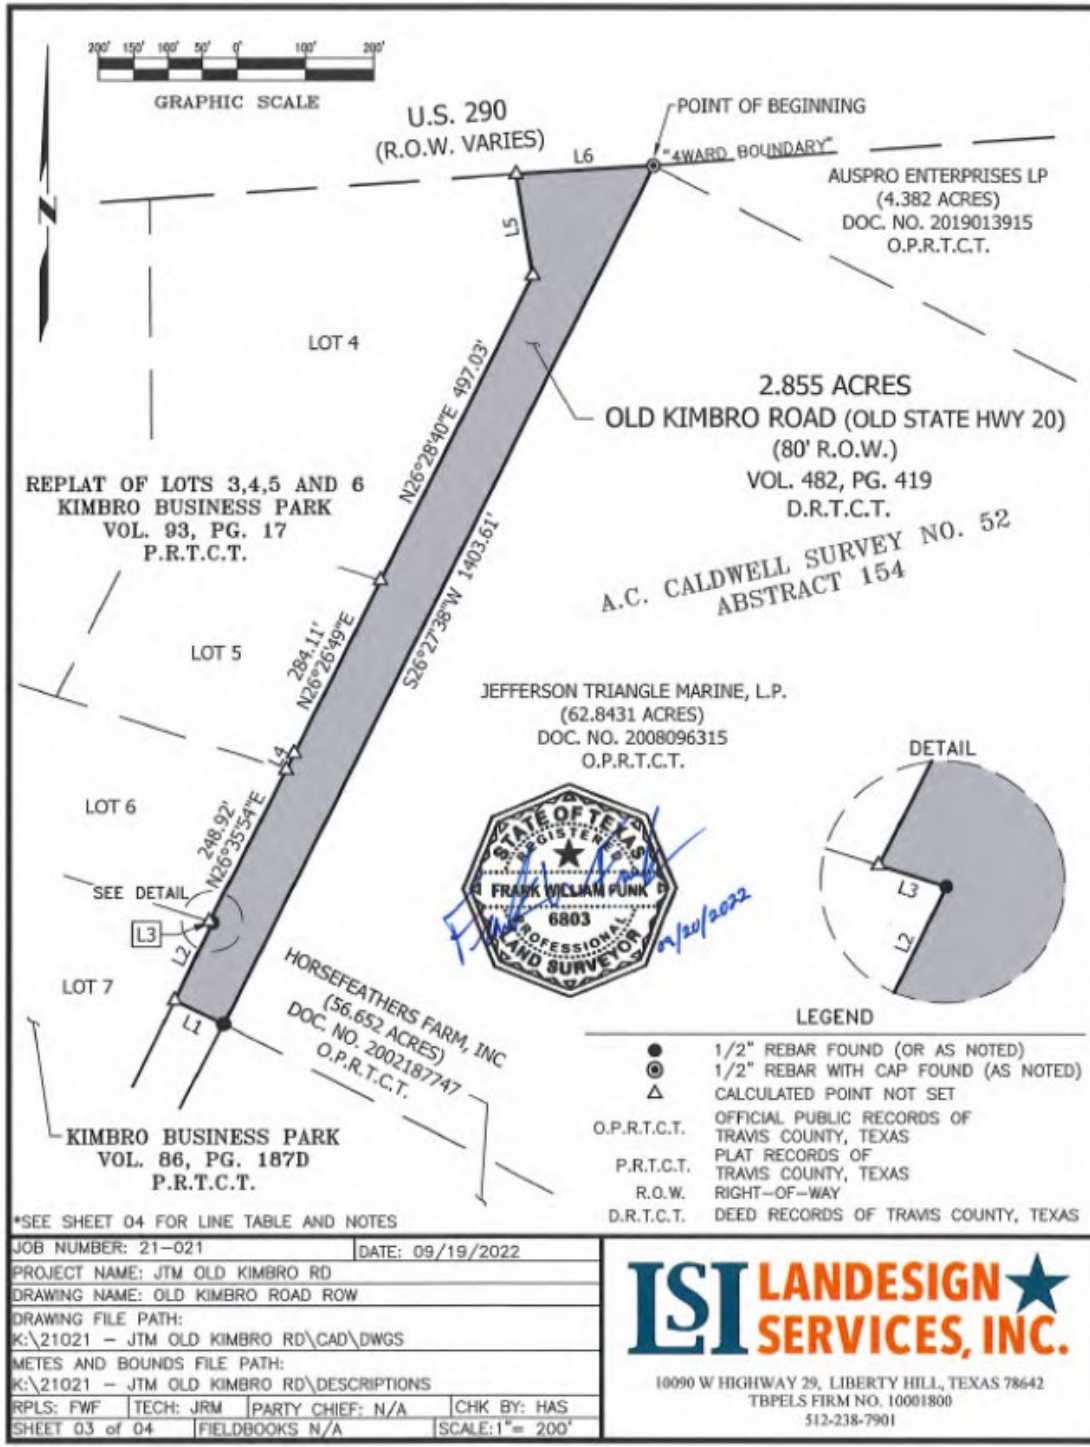 200' 150' 100' 50' 0' 100' 200'
GRAPHIC SCALE
U.S. 290
(R.O.W. VARIES)
POINT OF BEGINNING
L6
"4WARD BOUNDARY"
AUSPRO ENTERPRISES LP
(4.382 ACRES)
DOC. NO. 2019013915
O.P.R.T.C.T.
N
L5
LOT 4
N26°28'40"E 497.03'
2.855 ACRES
OLD KIMBRO ROAD (OLD STATE HWY 20)
(80' R.O.W.)
VOL. 482, PG. 419
D.R.T.C.T.
REPLAT OF LOTS 3,4,5 AND 6
KIMBRO BUSINESS PARK
VOL. 93, PG. 17
P.R.T.C.T.
A.C. CALDWELL SURVEY NO. 52
ABSTRACT 154
S26°27'38"W 1403.61'
LOT 5
284.11'
N26°26'49"E
JEFFERSON TRIANGLE MARINE, L.P.
(62.8431 ACRES)
DOC. NO. 2008096315
O.P.R.T.C.T.
L4
LOT 6
248.92'
N26°35'54"E
DETAIL
L3
L2
STATE OF TEXAS
REGISTERED
FRANK WILLIAM FUNK
6803
PROFESSIONAL
LAND SURVEYOR
09/20/2022
SEE DETAIL
L3
L2
LOT 7
L1
HORSEFEATHERS FARM, INC
(56.652 ACRES)
DOC. NO. 2002187747
O.P.R.T.C.T.
KIMBRO BUSINESS PARK
VOL. 86, PG. 187D
P.R.T.C.T.
LEGEND
1/2" REBAR FOUND (OR AS NOTED)
1/2" REBAR WITH CAP FOUND (AS NOTED)
CALCULATED POINT NOT SET
O.P.R.T.C.T. OFFICIAL PUBLIC RECORDS OF
TRAVIS COUNTY, TEXAS
P.R.T.C.T. PLAT RECORDS OF
TRAVIS COUNTY, TEXAS
R.O.W. RIGHT-OF-WAY
D.R.T.C.T. DEED RECORDS OF TRAVIS COUNTY, TEXAS
*SEE SHEET 04 FOR LINE TABLE AND NOTES
JOB NUMBER: 21-021 DATE: 09/19/2022
PROJECT NAME: JTM OLD KIMBRO RD
DRAWING NAME: OLD KIMBRO ROAD ROW
DRAWING FILE PATH:
K:\21021 - JTM OLD KIMBRO RD\CAD\DWGS
METES AND BOUNDS FILE PATH:
K:\21021 - JTM OLD KIMBRO RD\DESCRIPTIONS
RPLS: FWF TECH: JRM PARTY CHIEF: N/A CHK BY: HAS
SHEET 03 of 04 FIELDBOOKS N/A SCALE:1"= 200'
LSI LANDESIGN
SERVICES, INC.
10090 W HIGHWAY 29, LIBERTY HILL, TEXAS 78642
TBPELS FIRM NO. 10001800
512-238-7901